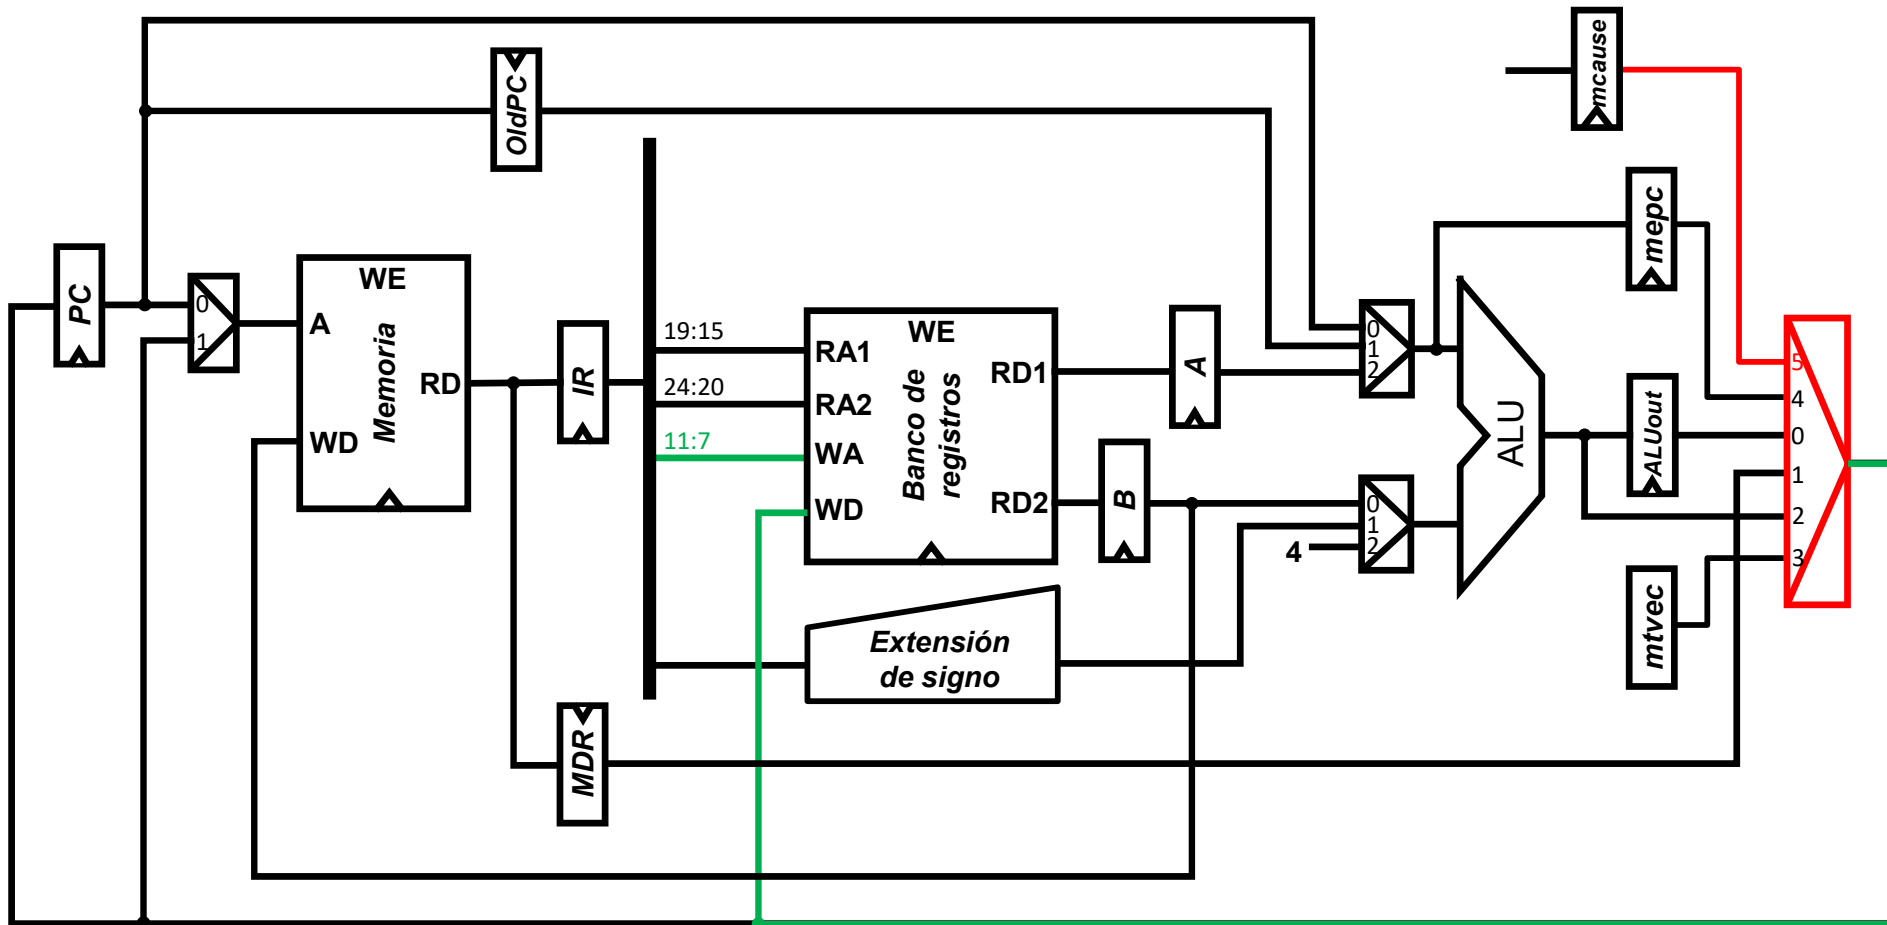 mcause
OldPC
mepc
PC
0
1
WE
A
Memoria
RD
WD
IR
19:15
24:20
11:7
WE
RA1
RA2
WA
WD
Banco de
registros
RD1
RD2
A
B
0
1
2
0
1
2
4
ALU
ALUout
mtvec
5
4
0
1
2
3
Extensión
de signo
MDR